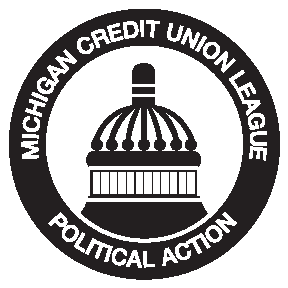 MICHIGAN CREDIT UNION LEAGUE
POLITICAL ACTION